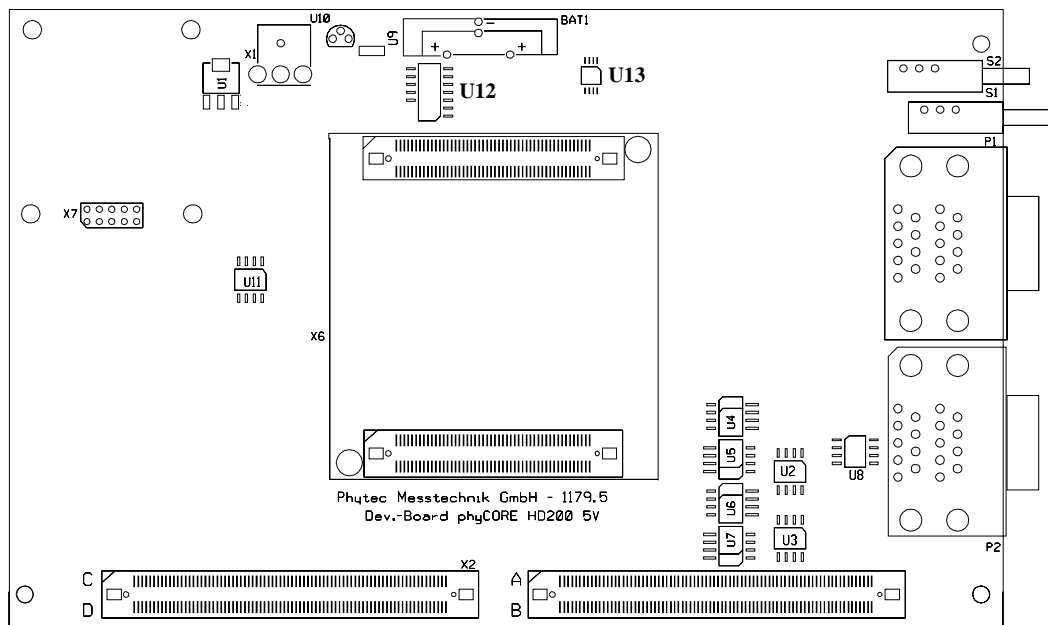 U10
BAT1
U9
−
+ +
X1
U1
U12
U13
S2
S1
P1
X7
U11
X6
U4
U5
U2
U8
U6
U7
U3
P2
Phytec Messtechnik GmbH - 1179.5
Dev.-Board phyCORE HD200 5V
X2
C
D
A
B